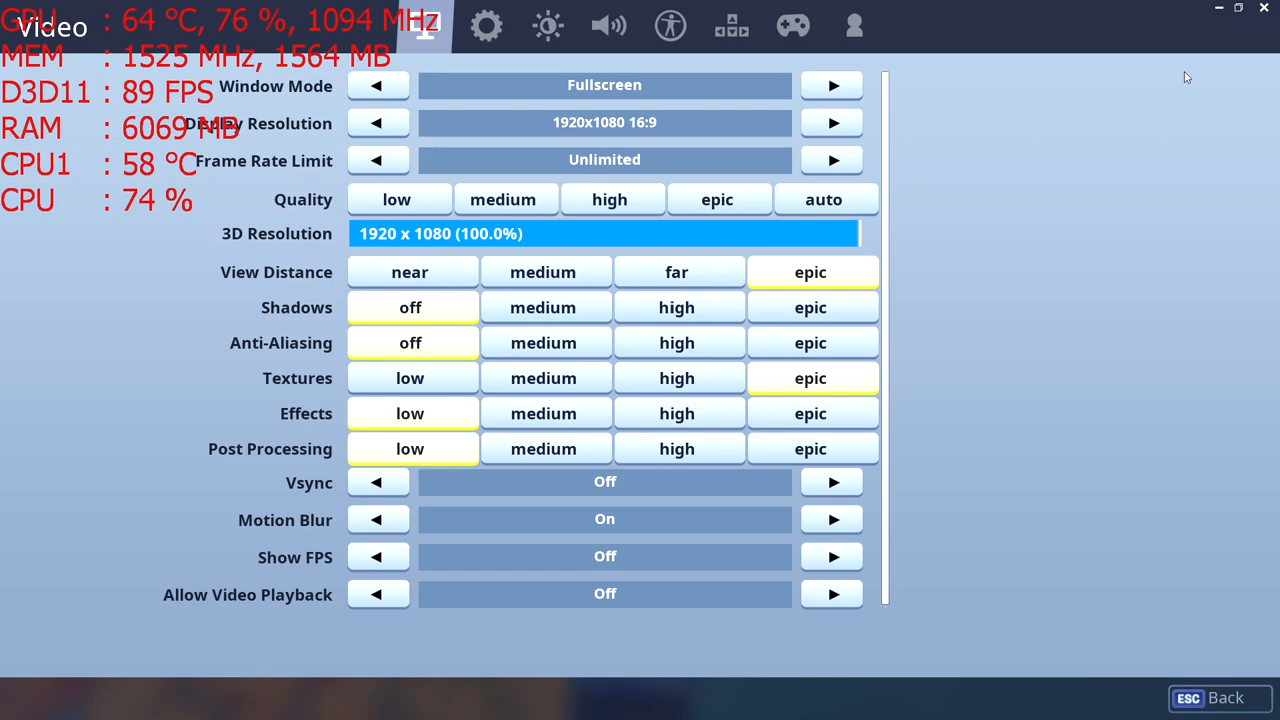 GPU : 64 °C, 76 %, 1094 MHz
Video
MEM : 1525 MHz, 1564 MB
D3D11 : 89 FPS
RAM : 6069 MB
CPU1 : 58 °C
CPU : 74 %
Window Mode ◀ Fullscreen ▶
Display Resolution ◀ 1920x1080 16:9 ▶
Frame Rate Limit ◀ Unlimited ▶
Quality low medium high epic auto
3D Resolution 1920 x 1080 (100.0%)
View Distance near medium far epic
Shadows off medium high epic
Anti-Aliasing off medium high epic
Textures low medium high epic
Effects low medium high epic
Post Processing low medium high epic
Vsync ◀ Off ▶
Motion Blur ◀ On ▶
Show FPS ◀ Off ▶
Allow Video Playback ◀ Off ▶
ESC Back